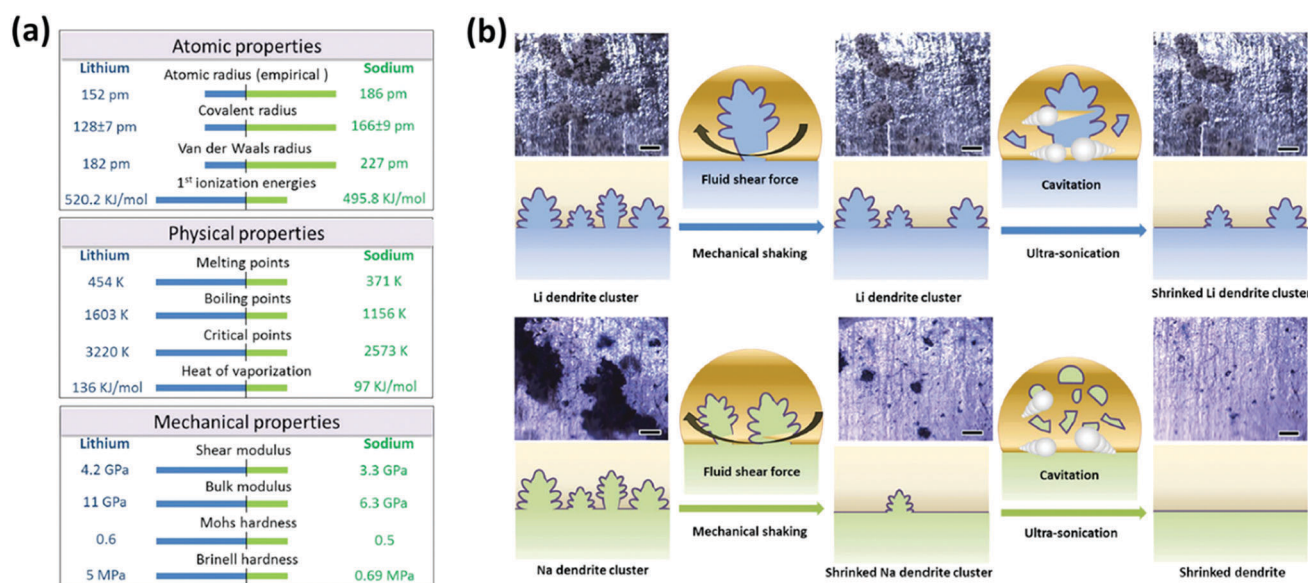 (a)
Atomic properties
Lithium Sodium
Atomic radius (empirical )
152 pm 186 pm
Covalent radius
128±7 pm 166±9 pm
Van der Waals radius
182 pm 227 pm
1st ionization energies
520.2 KJ/mol 495.8 KJ/mol
Physical properties
Lithium Sodium
Melting points
454 K 371 K
Boiling points
1603 K 1156 K
Critical points
3220 K 2573 K
Heat of vaporization
136 KJ/mol 97 KJ/mol
Mechanical properties
Lithium Sodium
Shear modulus
4.2 GPa 3.3 GPa
Bulk modulus
11 GPa 6.3 GPa
Mohs hardness
0.6 0.5
Brinell hardness
5 MPa 0.69 MPa
(b)
Fluid shear force Cavitation
Mechanical shaking Ultra-sonication
Li dendrite cluster Li dendrite cluster Shrinked Li dendrite cluster
Fluid shear force Cavitation
Mechanical shaking Ultra-sonication
Na dendrite cluster Shrinked Na dendrite cluster Shrinked dendrite